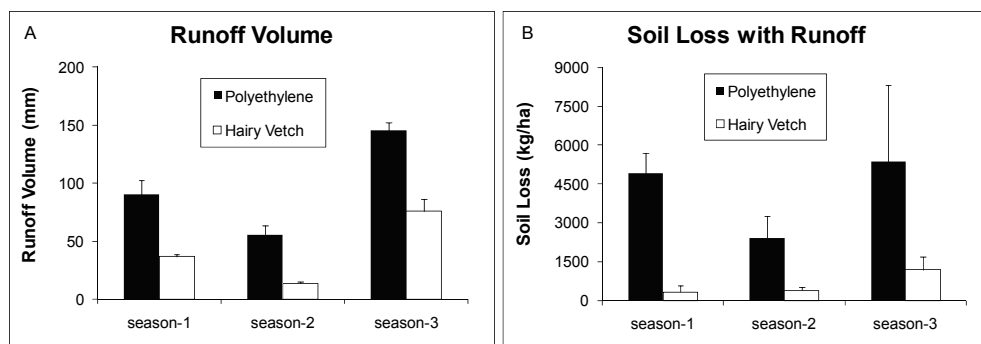 A
Runoff Volume
Runoff Volume (mm)
200
150
100
50
0
Polyethylene
Hairy Vetch
season-1 season-2 season-3
B
Soil Loss with Runoff
Soil Loss (kg/ha)
9000
7500
6000
4500
3000
1500
0
Polyethylene
Hairy Vetch
season-1 season-2 season-3